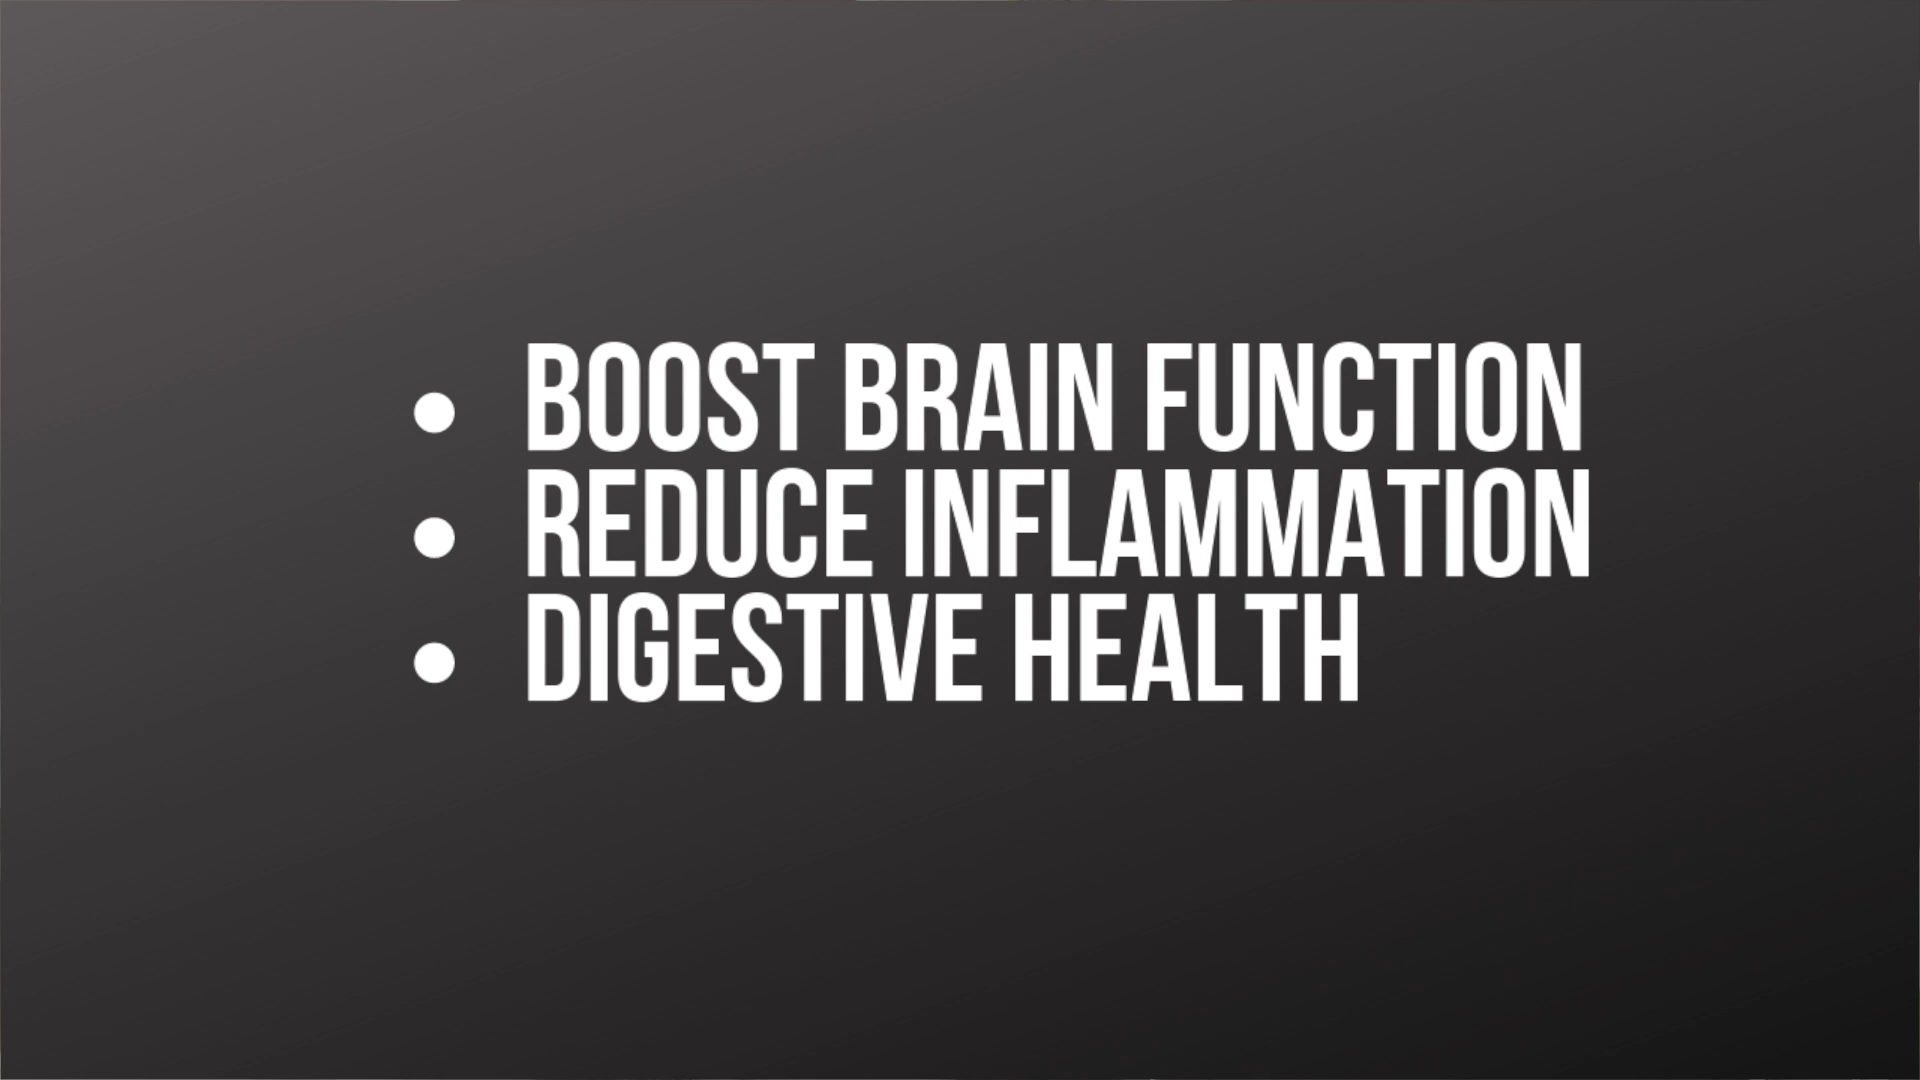 • BOOST BRAIN FUNCTION
• REDUCE INFLAMMATION
• DIGESTIVE HEALTH